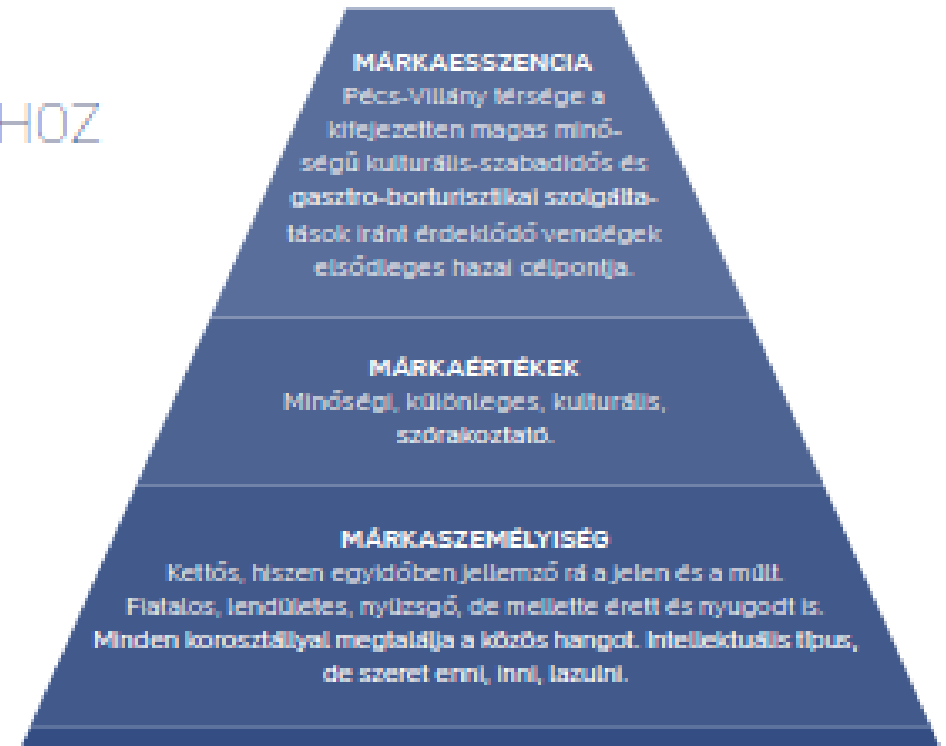 HOZ
MÁRKAESSZENCIA
Pécs-Villány térsége a
kifejezetten magas minő-
ségű kulturális-szabadidős és
gasztro-borturisztikai szolgálta-
tások iránt érdeklődő vendégek
elsődleges hazai célpontja.
MÁRKAÉRTÉKEK
Minőségi, különleges, kulturális,
szórakoztató.
MÁRKASZEMÉLYISÉG
Kettős, hiszen egyidőben jellemző rá a jelen és a múlt.
Fiatalos, lendületes, nyüzsgő, de mellette érett és nyugodt is.
Minden korosztállyal megtalálja a közös hangot. Intellektuális típus,
de szeret enni, inni, lazulni.